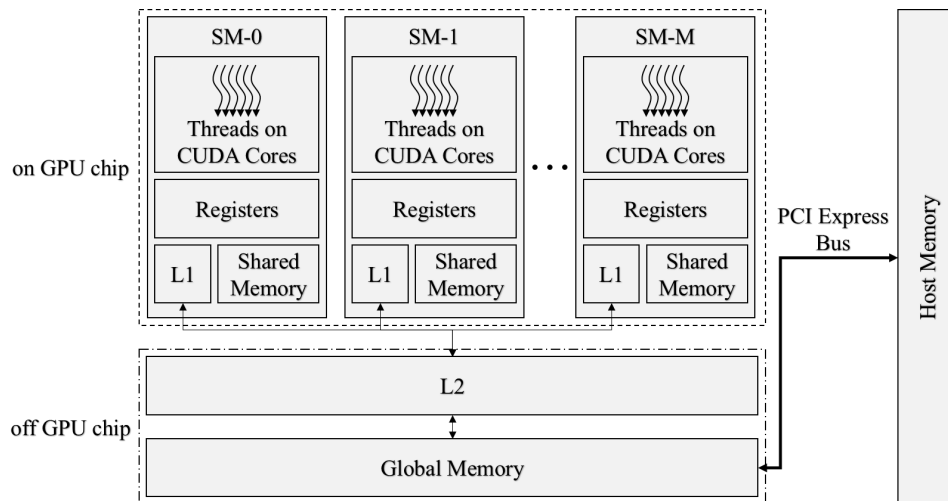 SM-0
SM-1
SM-M
Threads on
CUDA Cores
Threads on
CUDA Cores
Threads on
CUDA Cores
on GPU chip
Registers
Registers
Registers
L1
Shared
Memory
L1
Shared
Memory
L1
Shared
Memory
PCI Express
Bus
Host Memory
L2
off GPU chip
Global Memory